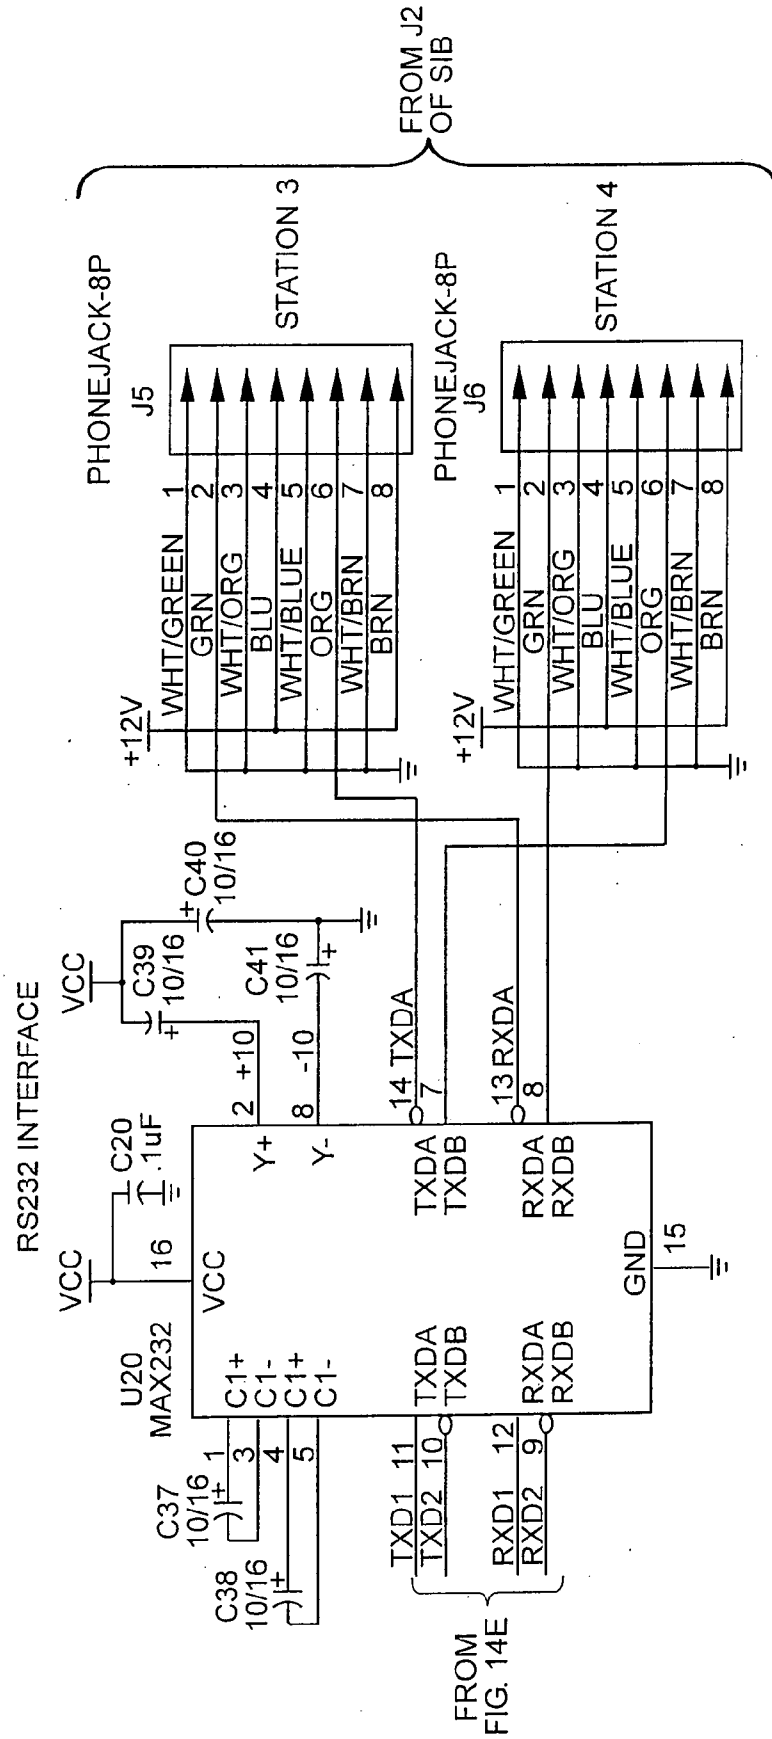 RS232 INTERFACE
VCC
C20
.1uF
16
U20
MAX232
VCC
C1+
C1-
C1+
C1-
1
3
4
5
C37
10/16
+
C38
10/16
+
Y+
Y-
2
+10
8
-10
VCC
C39
10/16
+
C40
10/16
+
C41
10/16
+
TXDA
TXDB
RXDA
RXDB
TXDA
TXDB
RXDA
RXDB
GND
15
TXD1
11
TXD2
10
RXD1
12
RXD2
9
FROM
FIG. 14E
14 TXDA
7
13 RXDA
8
PHONEJACK-8P
J5
+12V
WHT/GREEN 1
GRN 2
WHT/ORG 3
BLU 4
WHT/BLUE 5
ORG 6
WHT/BRN 7
BRN 8
STATION 3
PHONEJACK-8P
J6
+12V
WHT/GREEN 1
GRN 2
WHT/ORG 3
BLU 4
WHT/BLUE 5
ORG 6
WHT/BRN 7
BRN 8
STATION 4
FROM J2
OF SIB